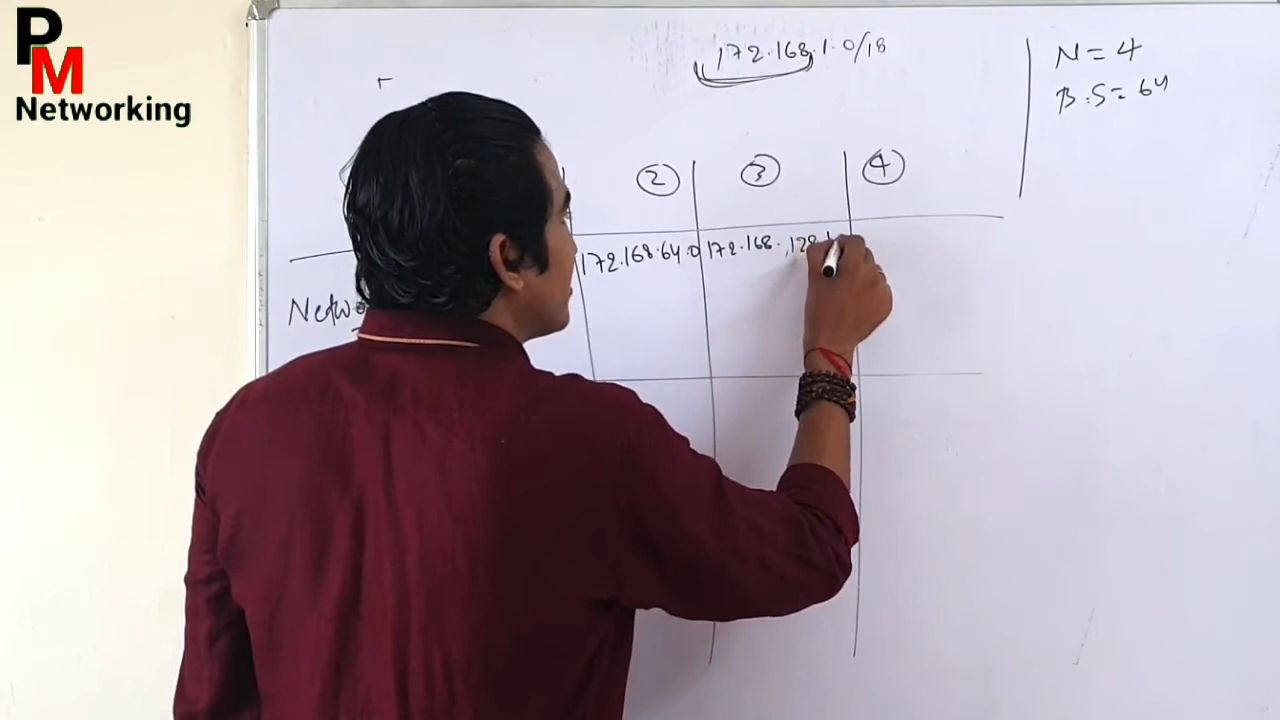 PM
Networking
172.168.1.0/18
N = 4
B.S = 64
2
3
4
172.168.64.0
172.168.128